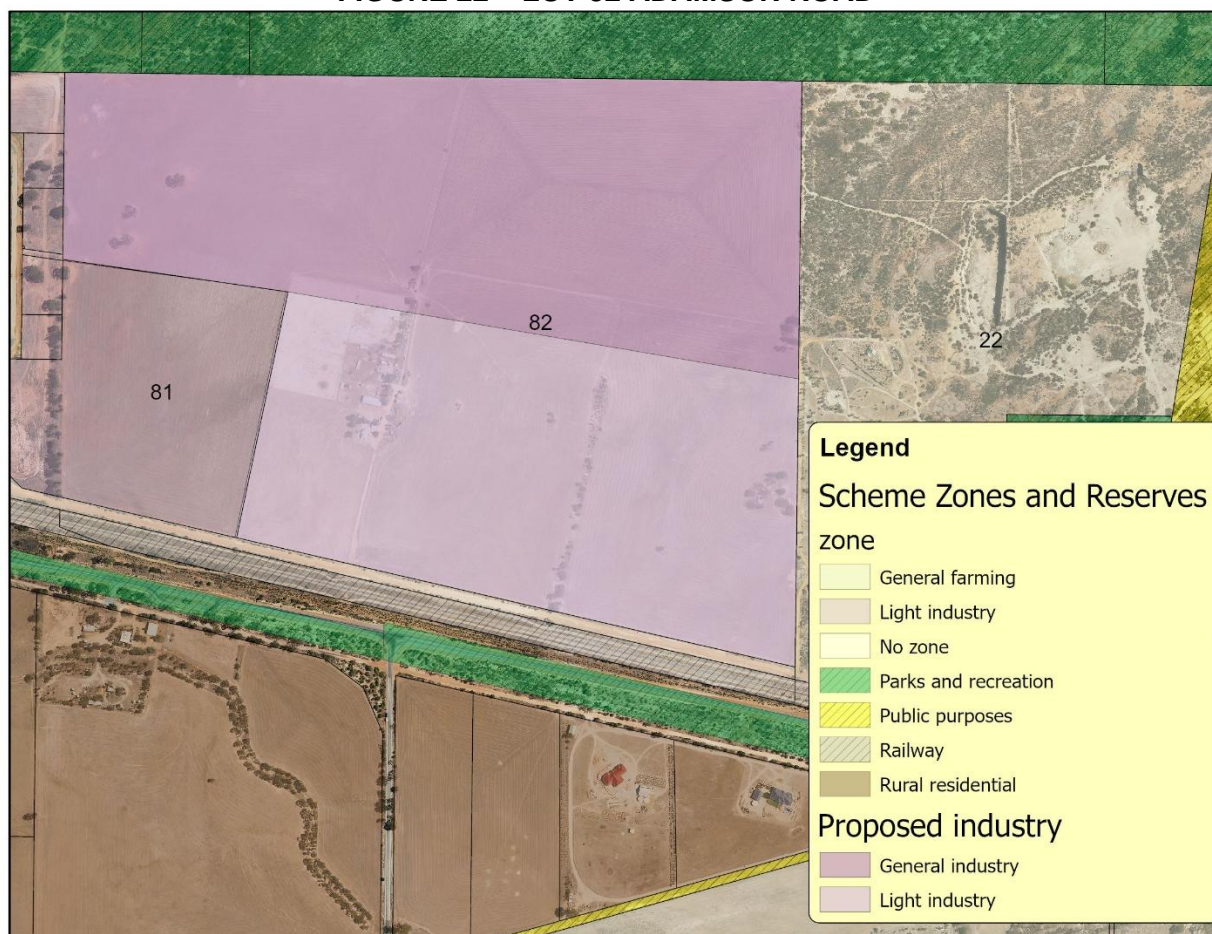 82
22
81
Legend
Scheme Zones and Reserves
zone
General farming
Light industry
No zone
Parks and recreation
Public purposes
Railway
Rural residential
Proposed industry
General industry
Light industry